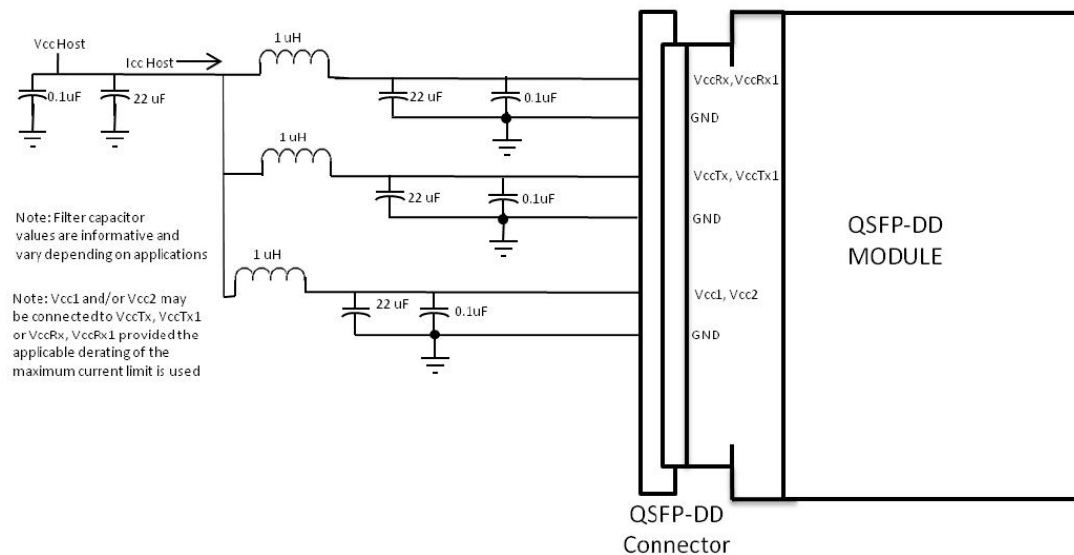 1 uH
Vcc Host
Icc Host
0.1uF
22 uF
22 uF
0.1uF
VccRx, VccRx1
GND
1 uH
22 uF
0.1uF
VccTx, VccTx1
GND
Note: Filter capacitor
values are informative and
vary depending on applications
1 uH
22 uF
0.1uF
Vcc1, Vcc2
GND
Note: Vcc1 and/or Vcc2 may
be connected to VccTx, VccTx1
or VccRx, VccRx1 provided the
applicable derating of the
maximum current limit is used
QSFP-DD
MODULE
QSFP-DD
Connector